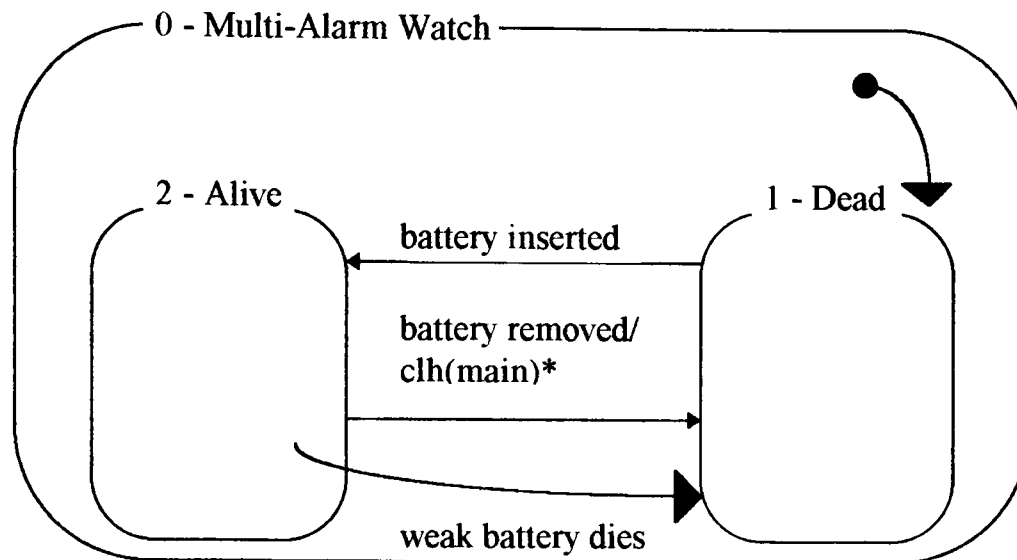 0 - Multi-Alarm Watch
2 - Alive
1 - Dead
battery inserted
battery removed/
clh(main)*
weak battery dies